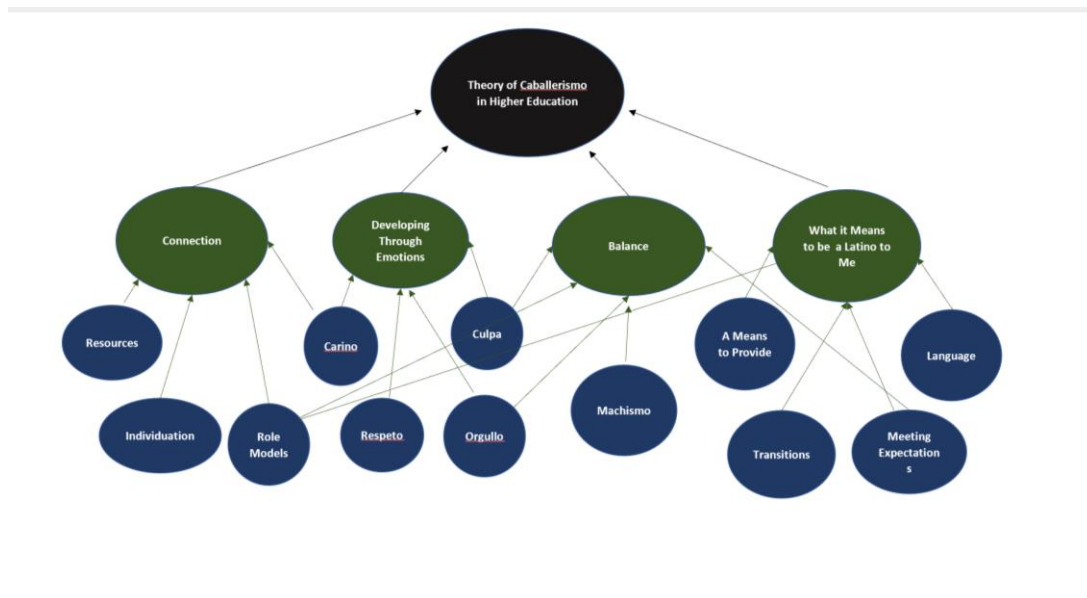 Theory of Caballerismo
in Higher Education
Connection
Developing
Through
Emotions
Balance
What it Means
to be a Latino to
Me
Resources
Carino
Culpa
A Means
to Provide
Language
Individuation
Role
Models
Respeto
Orgullo
Machismo
Transitions
Meeting
Expectation
s